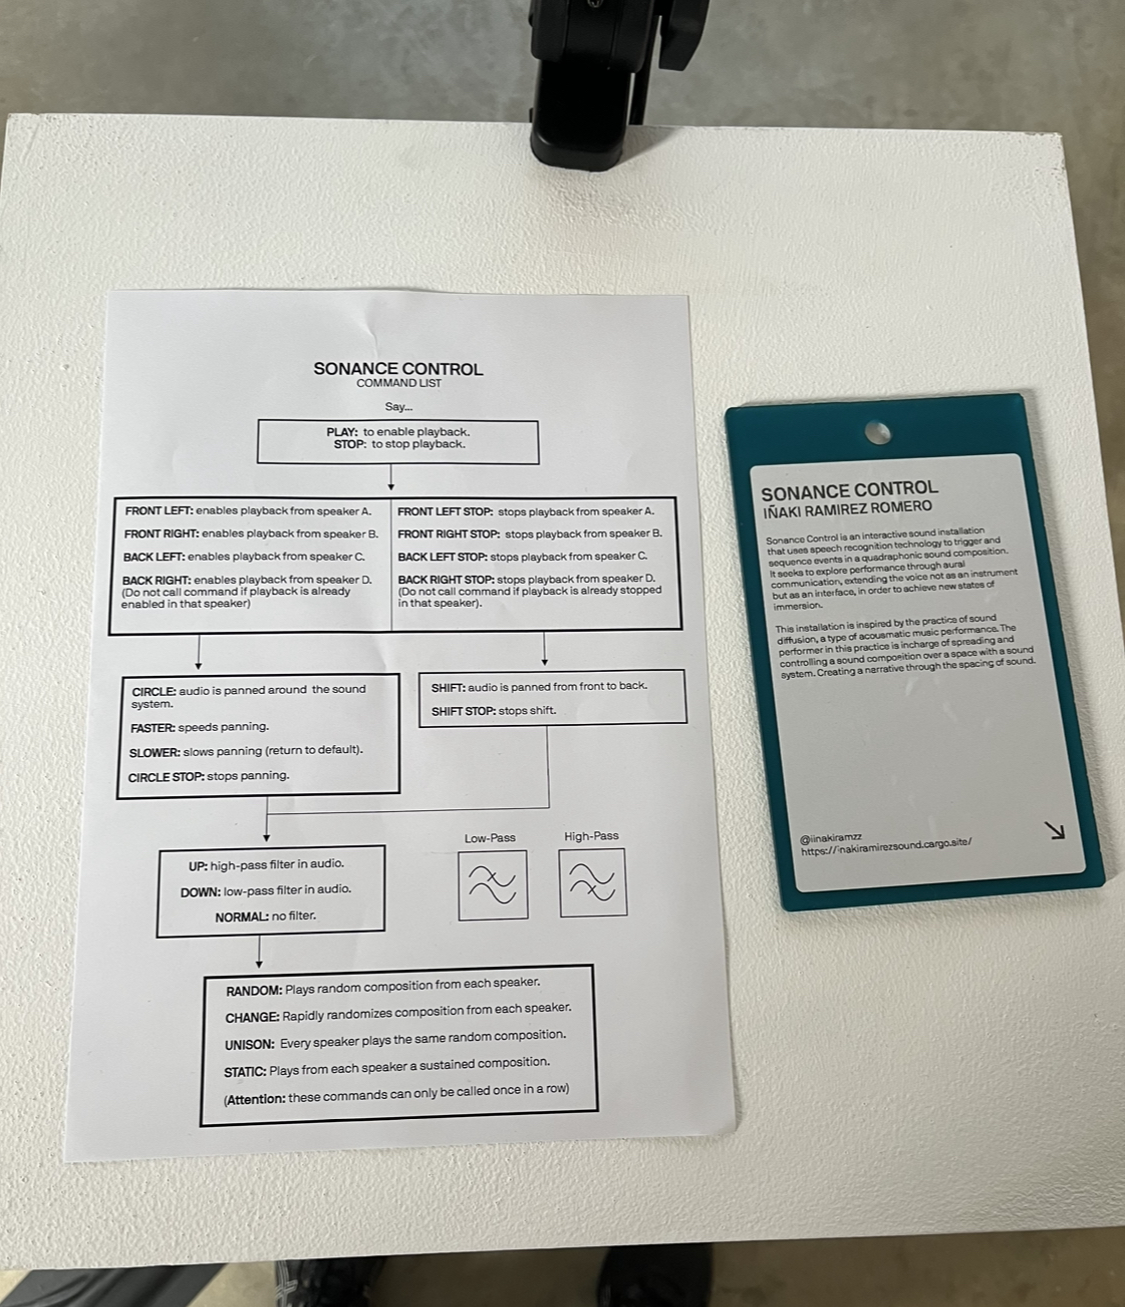 SONANCE CONTROL
COMMAND LIST
Say...
PLAY: to enable playback.
STOP: to stop playback.
FRONT LEFT: enables playback from speaker A.
FRONT RIGHT: enables playback from speaker B.
BACK LEFT: enables playback from speaker C.
BACK RIGHT: enables playback from speaker D.
(Do not call command if playback is already
enabled in that speaker)
FRONT LEFT STOP: stops playback from speaker A.
FRONT RIGHT STOP: stops playback from speaker B.
BACK LEFT STOP: stops playback from speaker C.
BACK RIGHT STOP: stops playback from speaker D.
(Do not call command if playback is already stopped
in that speaker).
CIRCLE: audio is panned around the sound
system.
FASTER: speeds panning.
SLOWER: slows panning (return to default).
CIRCLE STOP: stops panning.
SHIFT: audio is panned from front to back.
SHIFT STOP: stops shift.
UP: high-pass filter in audio.
DOWN: low-pass filter in audio.
NORMAL: no filter.
Low-Pass
High-Pass
RANDOM: Plays random composition from each speaker.
CHANGE: Rapidly randomizes composition from each speaker.
UNISON: Every speaker plays the same random composition.
STATIC: Plays from each speaker a sustained composition.
(Attention: these commands can only be called once in a row)
SONANCE CONTROL
IÑAKI RAMIREZ ROMERO
Sonance Control is an interactive sound installation
that uses speech recognition technology to trigger and
sequence events in a quadraphonic sound composition.
It seeks to explore performance through aural
communication, extending the voice not as an instrument
but as an interface, in order to achieve new states of
immersion.
This installation is inspired by the practice of sound
diffusion, a type of acousmatic music performance. The
performer in this practice is incharge of spreading and
controlling a sound composition over a space with a sound
system. Creating a narrative through the spacing of sound.
@iinakiramzz
https://inakiramirezsound.cargo.site/